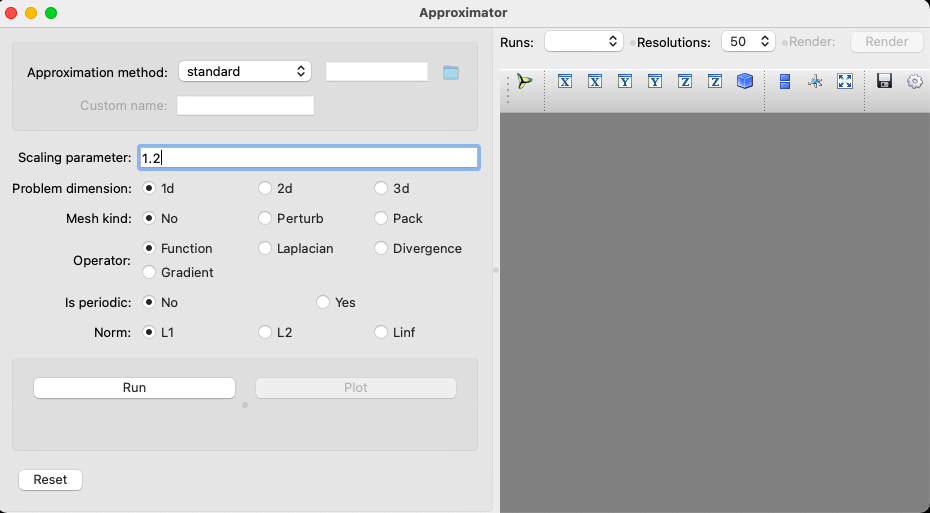 Approximator
Approximation method: standard
Custom name:
Scaling parameter: 1.2
Problem dimension: 1d 2d 3d
Mesh kind: No Perturb Pack
Operator: Function Laplacian Divergence
Gradient
Is periodic: No Yes
Norm: L1 L2 Linf
Run Plot
Reset
Runs: Resolutions: 50 Render: Render
X X Y Y Z Z